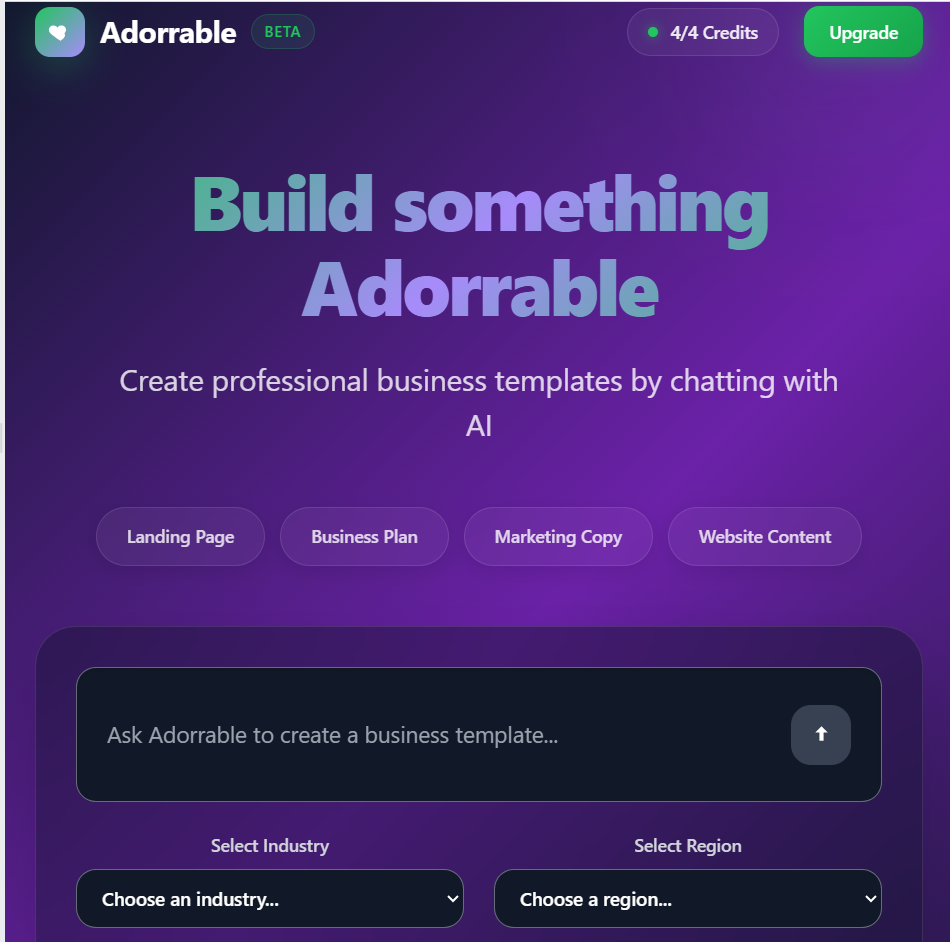 Adorrable BETA 4/4 Credits Upgrade
Build something
Adorrable
Create professional business templates by chatting with
AI
Landing Page Business Plan Marketing Copy Website Content
Ask Adorrable to create a business template...
Select Industry Select Region
Choose an industry... Choose a region...